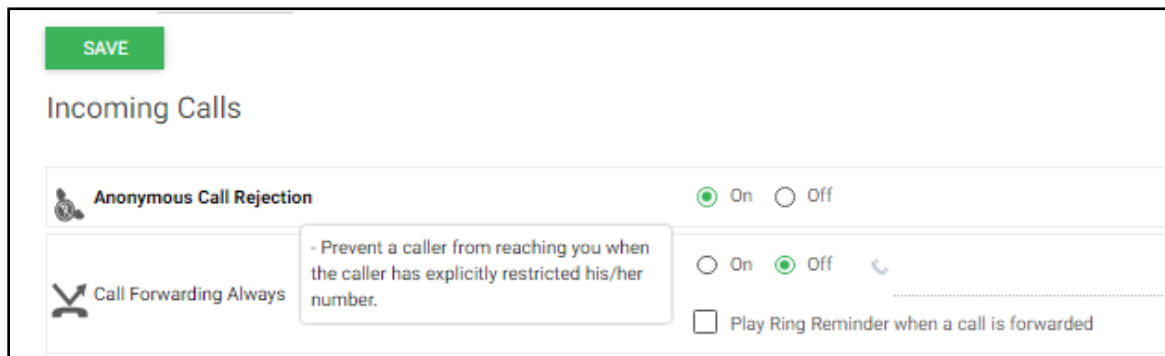 SAVE
Incoming Calls
Anonymous Call Rejection
On
Off
- Prevent a caller from reaching you when
the caller has explicitly restricted his/her
number.
Call Forwarding Always
On
Off
Play Ring Reminder when a call is forwarded